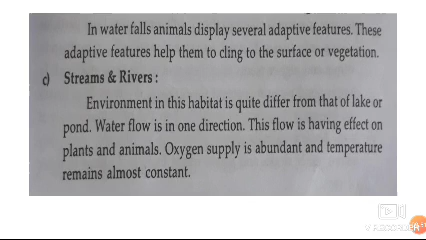 In water falls animals display several adaptive features. These
adaptive features help them to cling to the surface or vegetation.
c) Streams & Rivers :
Environment in this habitat is quite differ from that of lake or
pond. Water flow is in one direction. This flow is having effect on
plants and animals. Oxygen supply is abundant and temperature
remains almost constant.